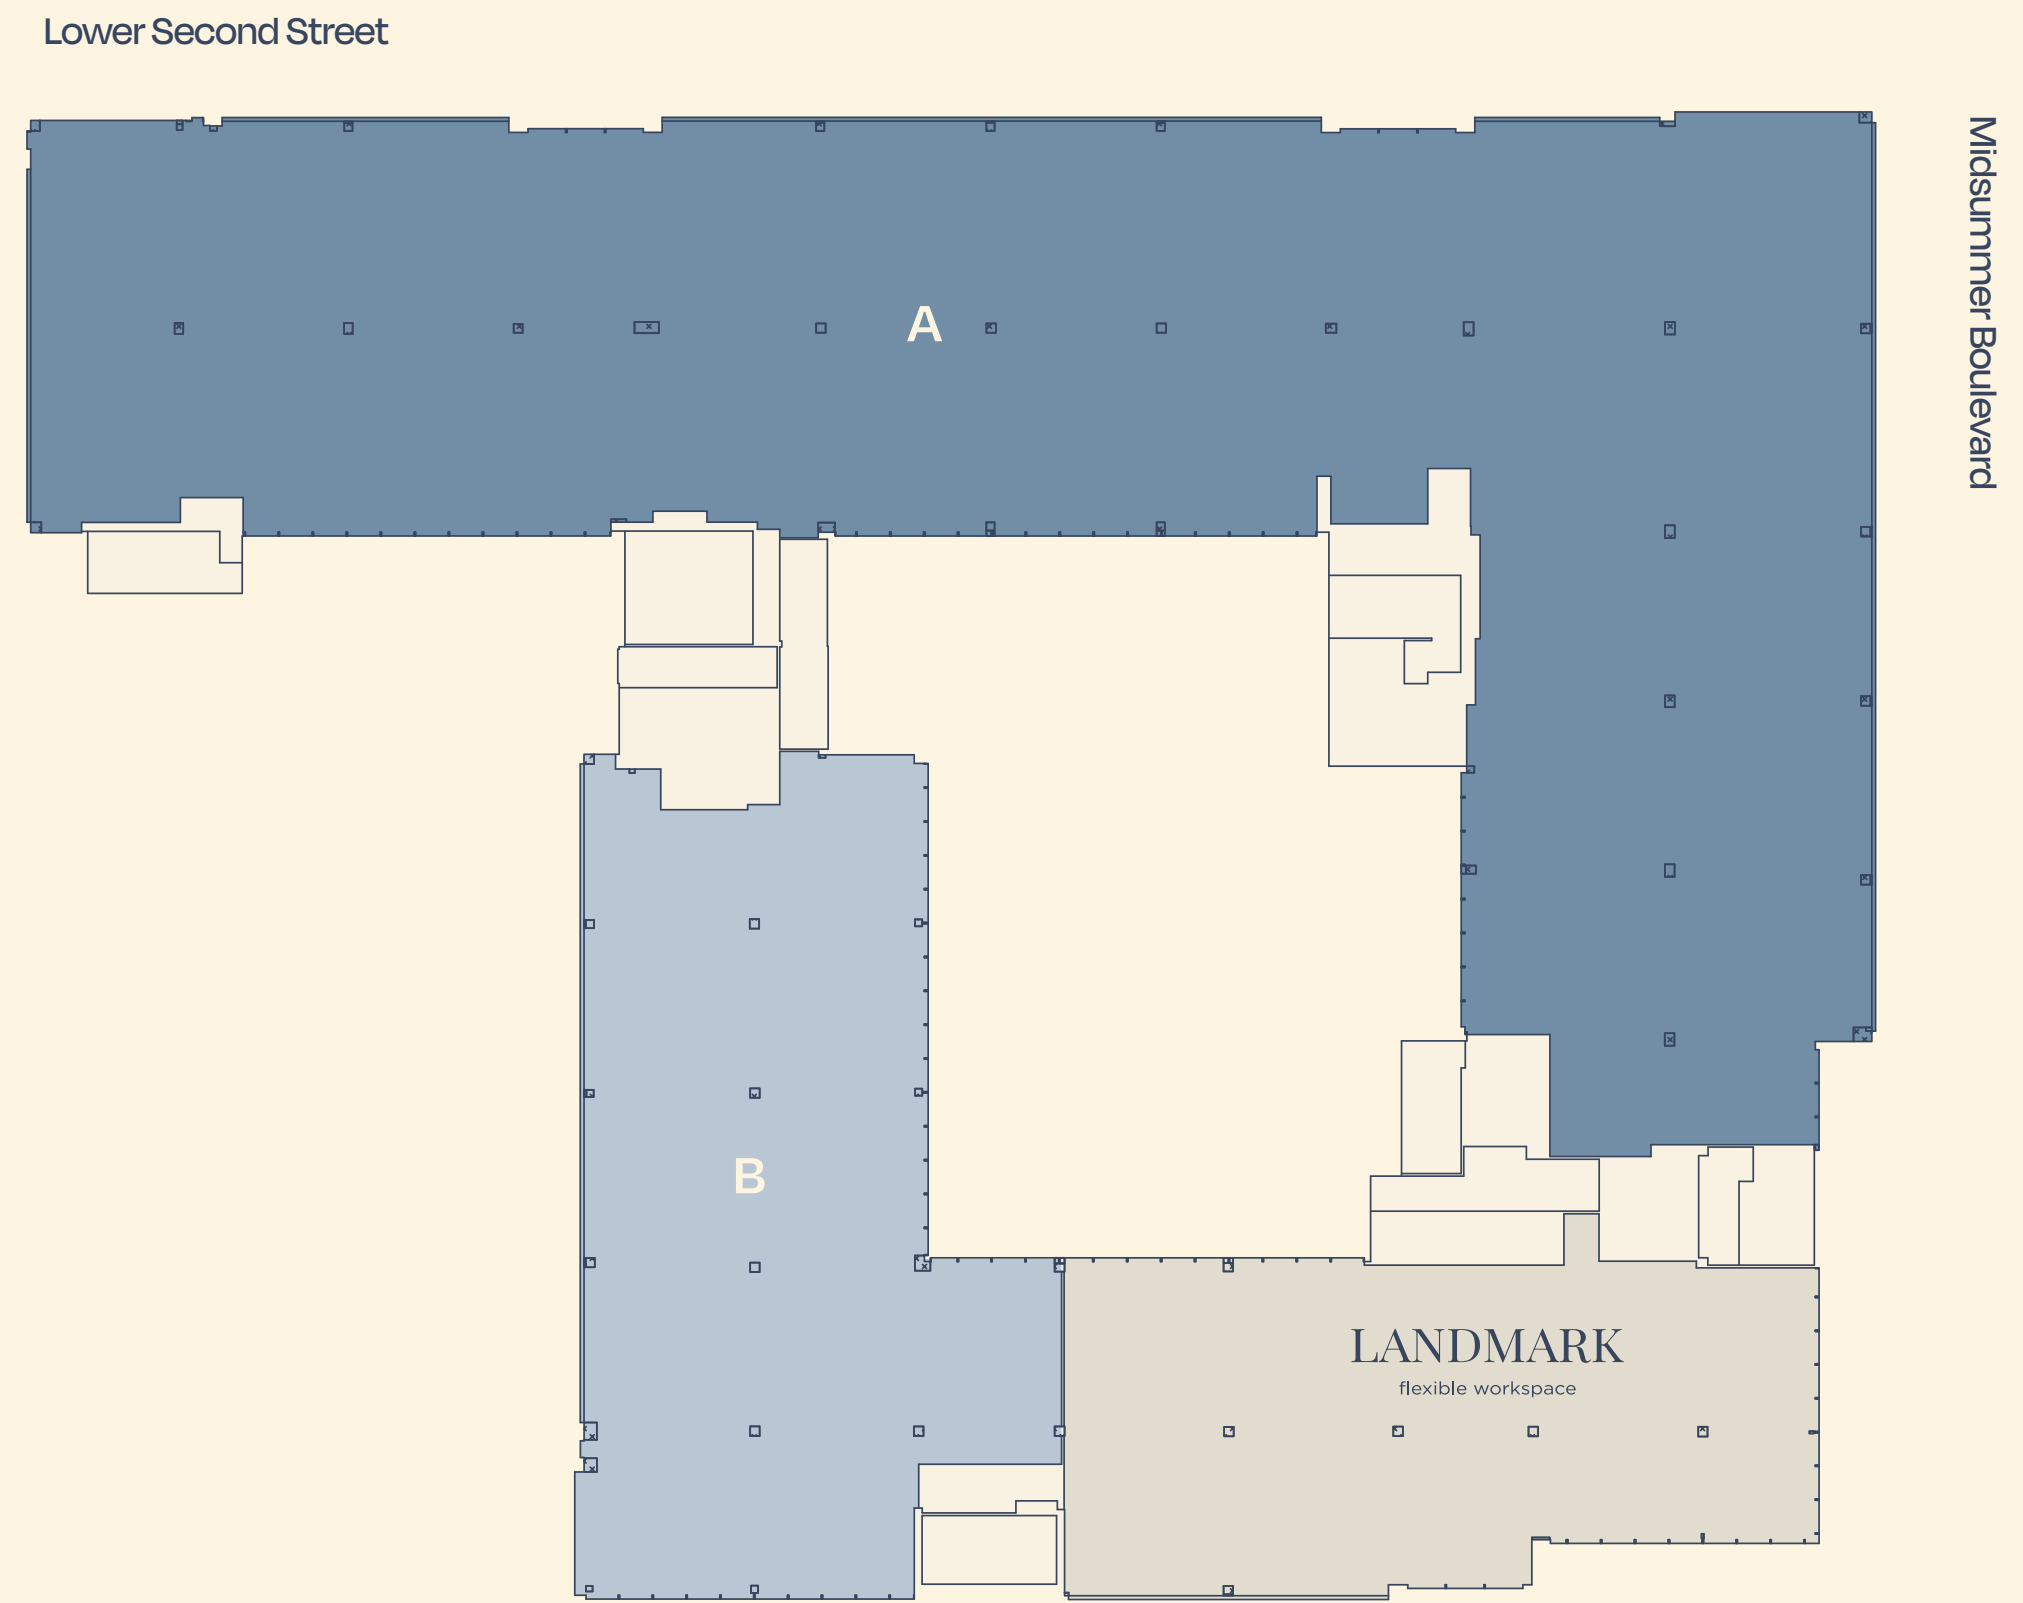 Lower Second Street
Midsummer Boulevard
A
B
LANDMARK
flexible workspace